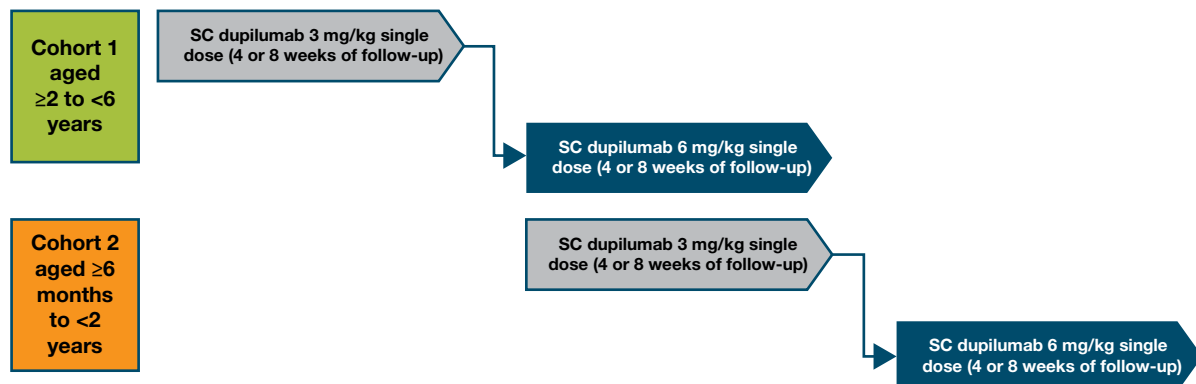 Cohort 1
aged
≥2 to <6
years
SC dupilumab 3 mg/kg single
dose (4 or 8 weeks of follow-up)
SC dupilumab 6 mg/kg single
dose (4 or 8 weeks of follow-up)
Cohort 2
aged ≥6
months
to <2
years
SC dupilumab 3 mg/kg single
dose (4 or 8 weeks of follow-up)
SC dupilumab 6 mg/kg single
dose (4 or 8 weeks of follow-up)